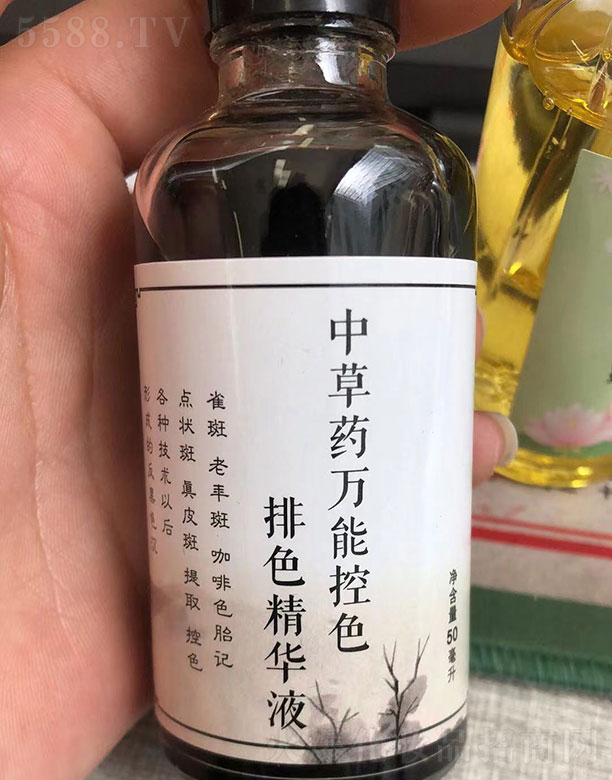 5588.TV
中草药万能控色
排色精华液
雀斑 老年斑 咖啡色胎记
点状斑 真皮斑 提取 控色
各种技术以后
形成的反黑色沉
净含量50毫升